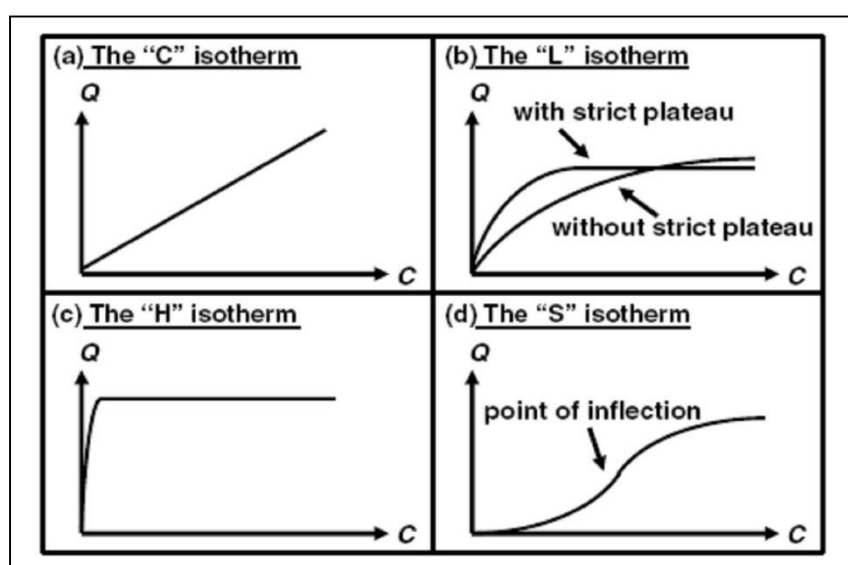 (a) The “C” isotherm
Q
C
(b) The “L” isotherm
Q
with strict plateau
without strict plateau
C
(c) The “H” isotherm
Q
C
(d) The “S” isotherm
Q
point of inflection
C